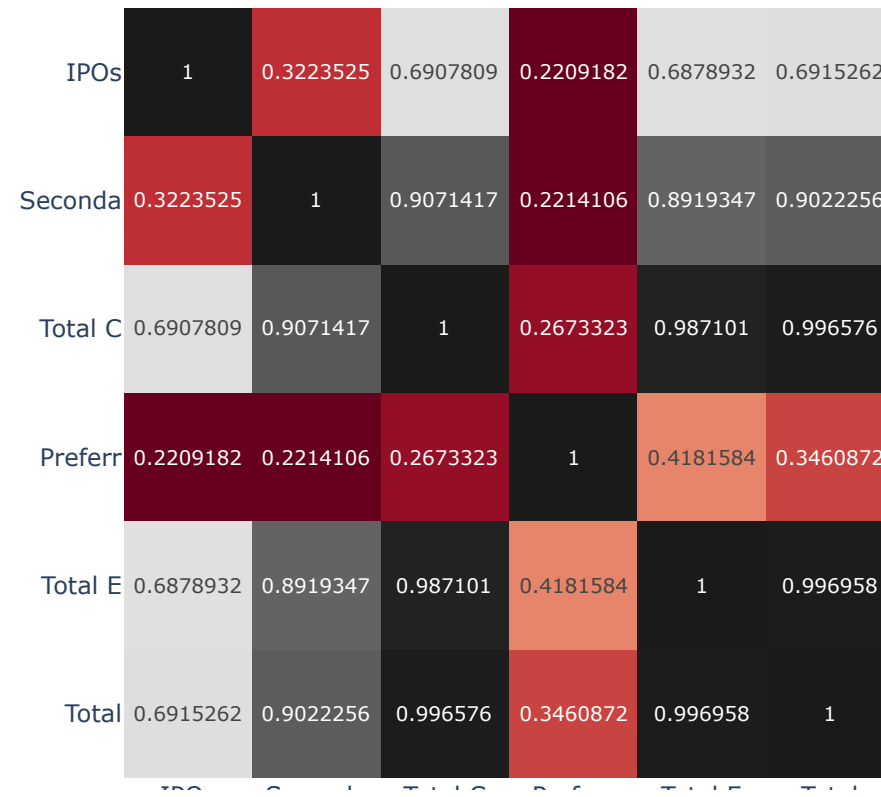 IPOs 1 0.3223525 0.6907809 0.2209182 0.6878932 0.6915262
Seconda 0.3223525 1 0.9071417 0.2214106 0.8919347 0.9022256
Total C 0.6907809 0.9071417 1 0.2673323 0.987101 0.996576
Preferr 0.2209182 0.2214106 0.2673323 1 0.4181584 0.3460872
Total E 0.6878932 0.8919347 0.987101 0.4181584 1 0.996958
Total 0.6915262 0.9022256 0.996576 0.3460872 0.996958 1